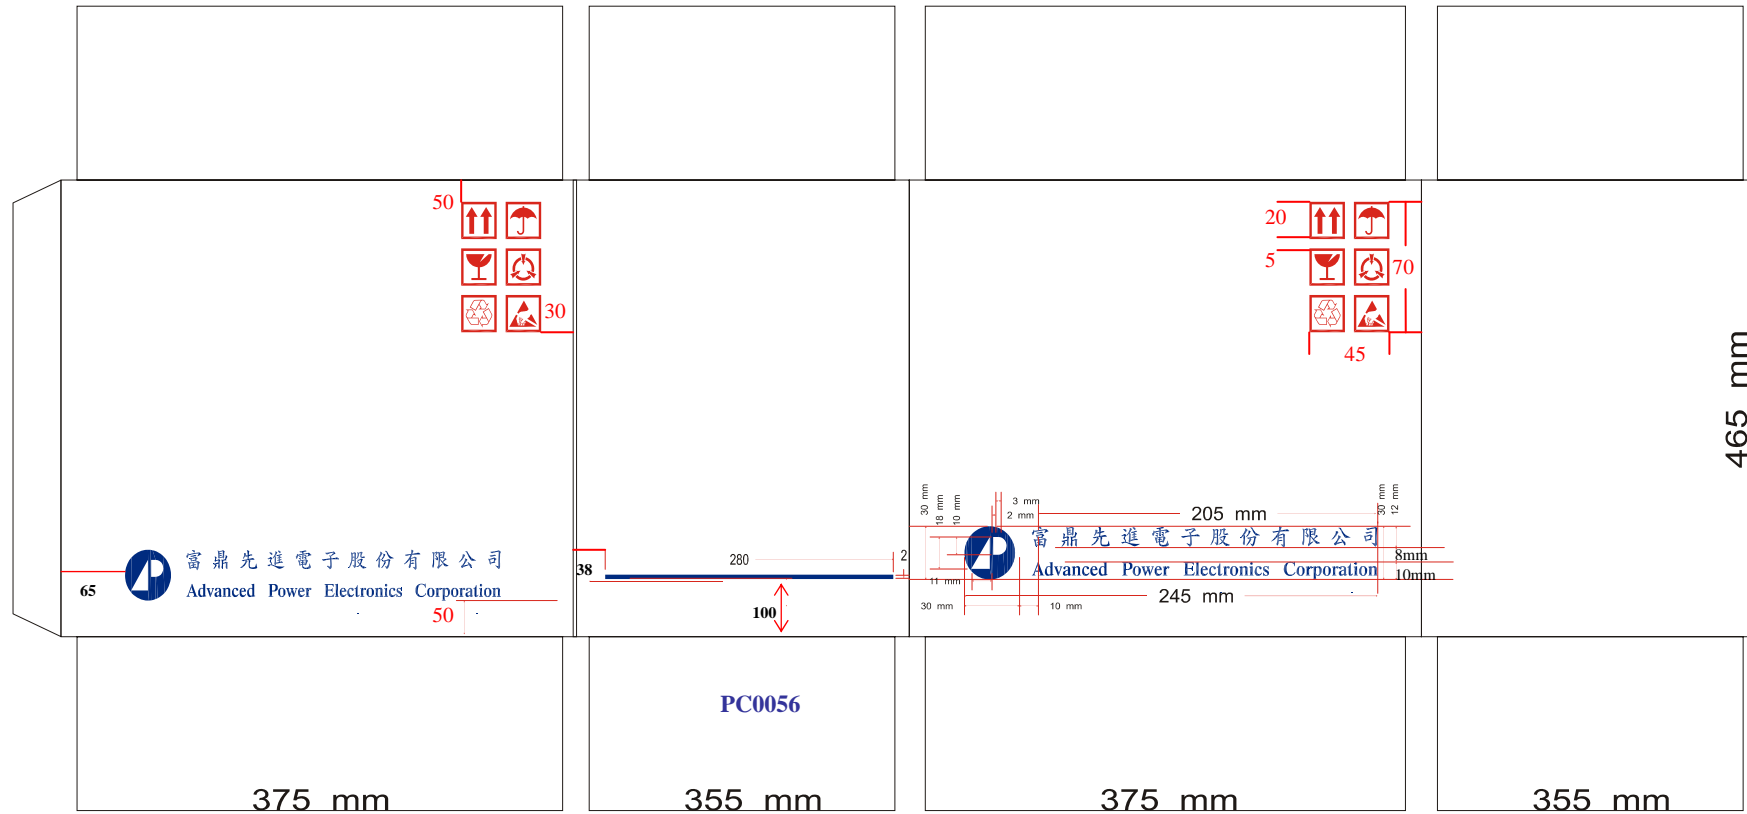 50
30
20
5
70
45
465 mm
富鼎先進電子股份有限公司
Advanced Power Electronics Corporation
65
50
38
280
2
100
30 mm
18 mm
10 mm
3 mm
2 mm
205 mm
30 mm
12 mm
富鼎先進電子股份有限公司
Advanced Power Electronics Corporation
8mm
10mm
11 mm
245 mm
30 mm
10 mm
PC0056
375 mm
355 mm
375 mm
355 mm